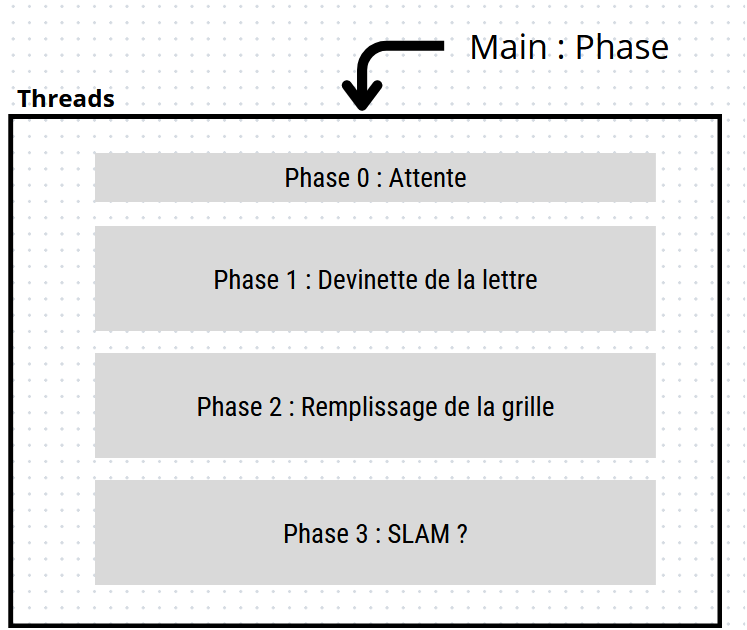 Main : Phase
Threads
Phase 0 : Attente
Phase 1 : Devinette de la lettre
Phase 2 : Remplissage de la grille
Phase 3 : SLAM ?